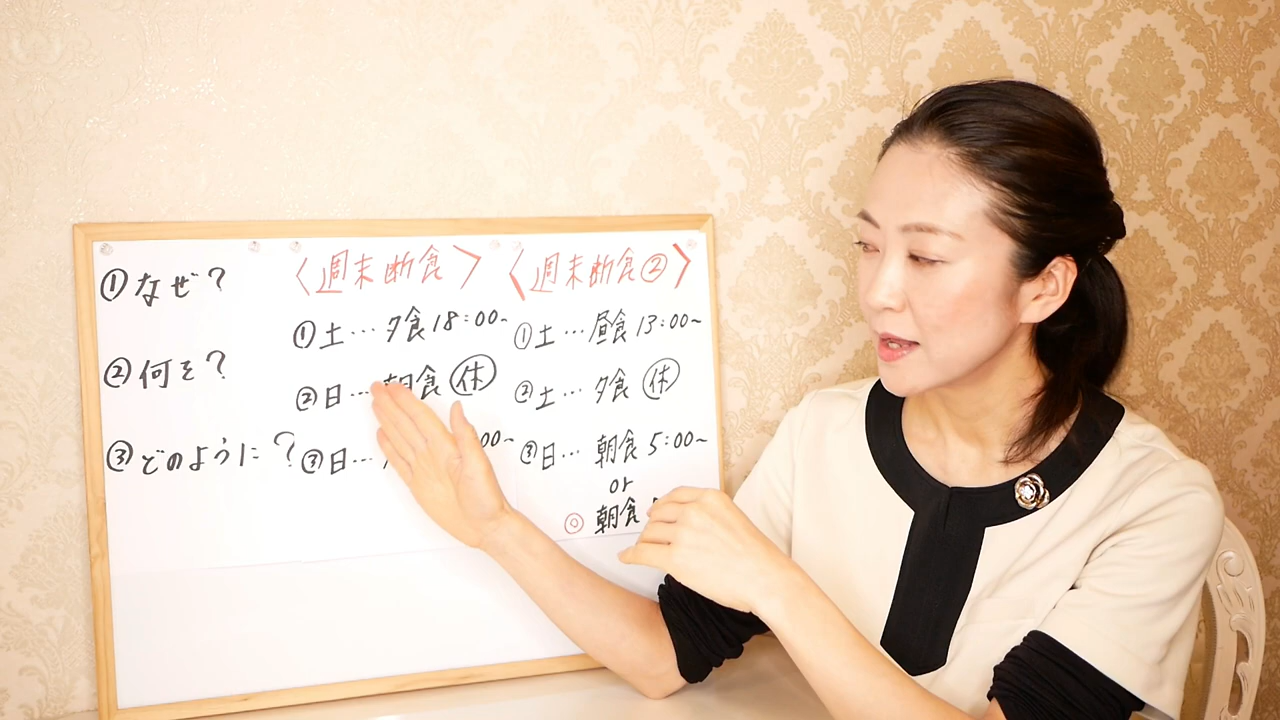 ①なぜ?
②何を?
③どのように?
〈週末断食〉
①土…夕食18:00~
②日…朝食㊡
③日…00~
〈週末断食②〉
①土…昼食13:00~
②土…夕食㊡
③日…朝食5:00~
or
◎朝食